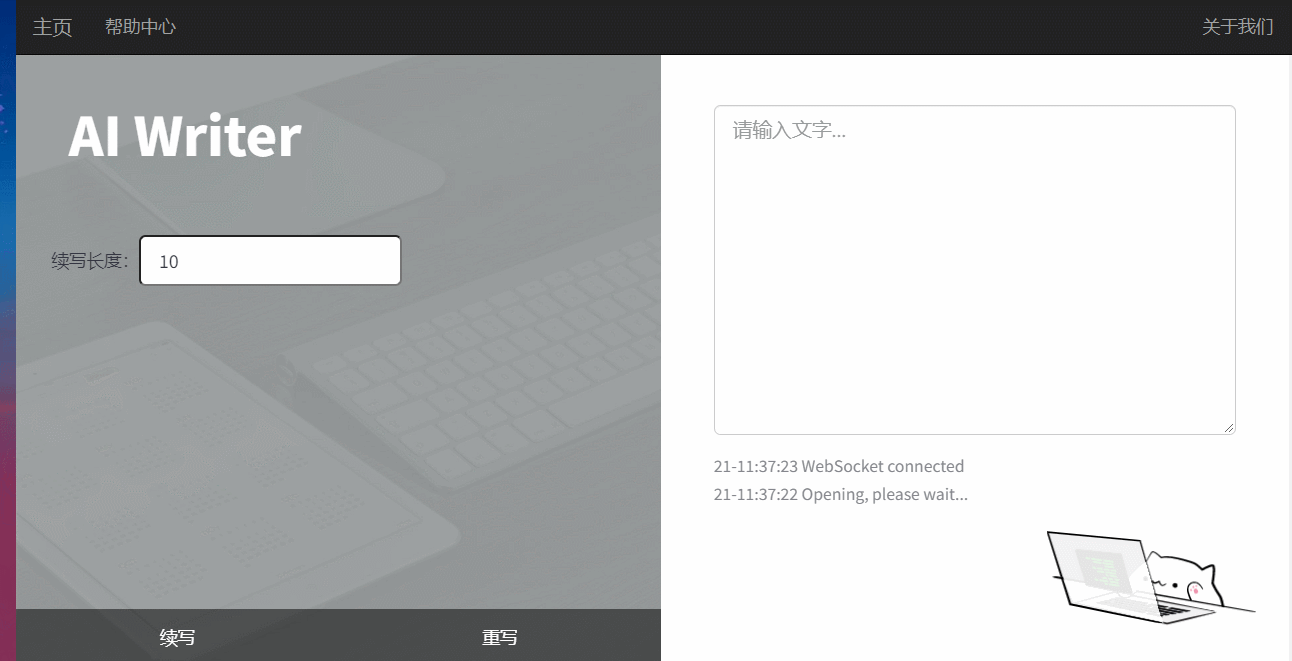 主页 帮助中心 关于我们
AI Writer
续写长度： 10
续写 重写
请输入文字...
21-11:37:23 WebSocket connected
21-11:37:22 Opening, please wait...